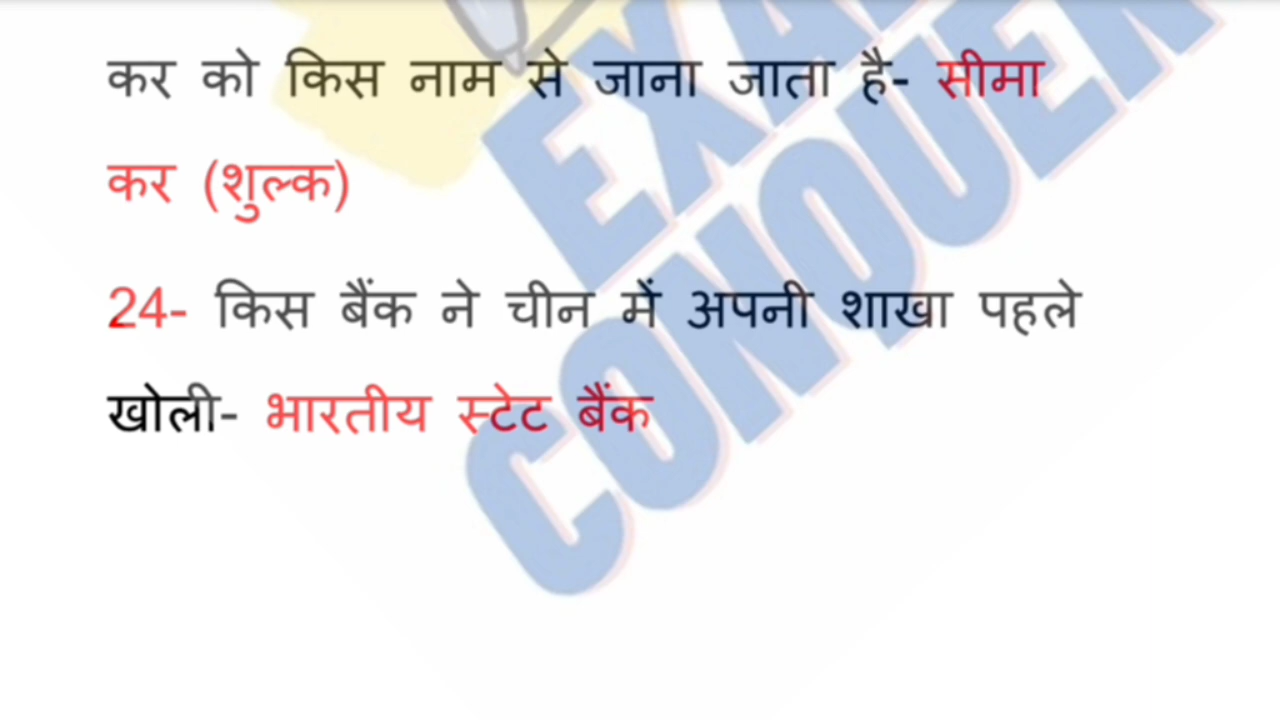 कर को किस नाम से जाना जाता है- सीमा
कर (शुल्क)
24- किस बैंक ने चीन में अपनी शाखा पहले
खोली- भारतीय स्टेट बैंक